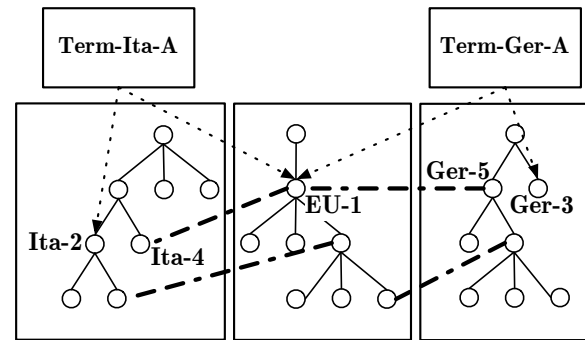 Term-Ita-A
Term-Ger-A
Ger-5
EU-1
Ger-3
Ita-2
Ita-4